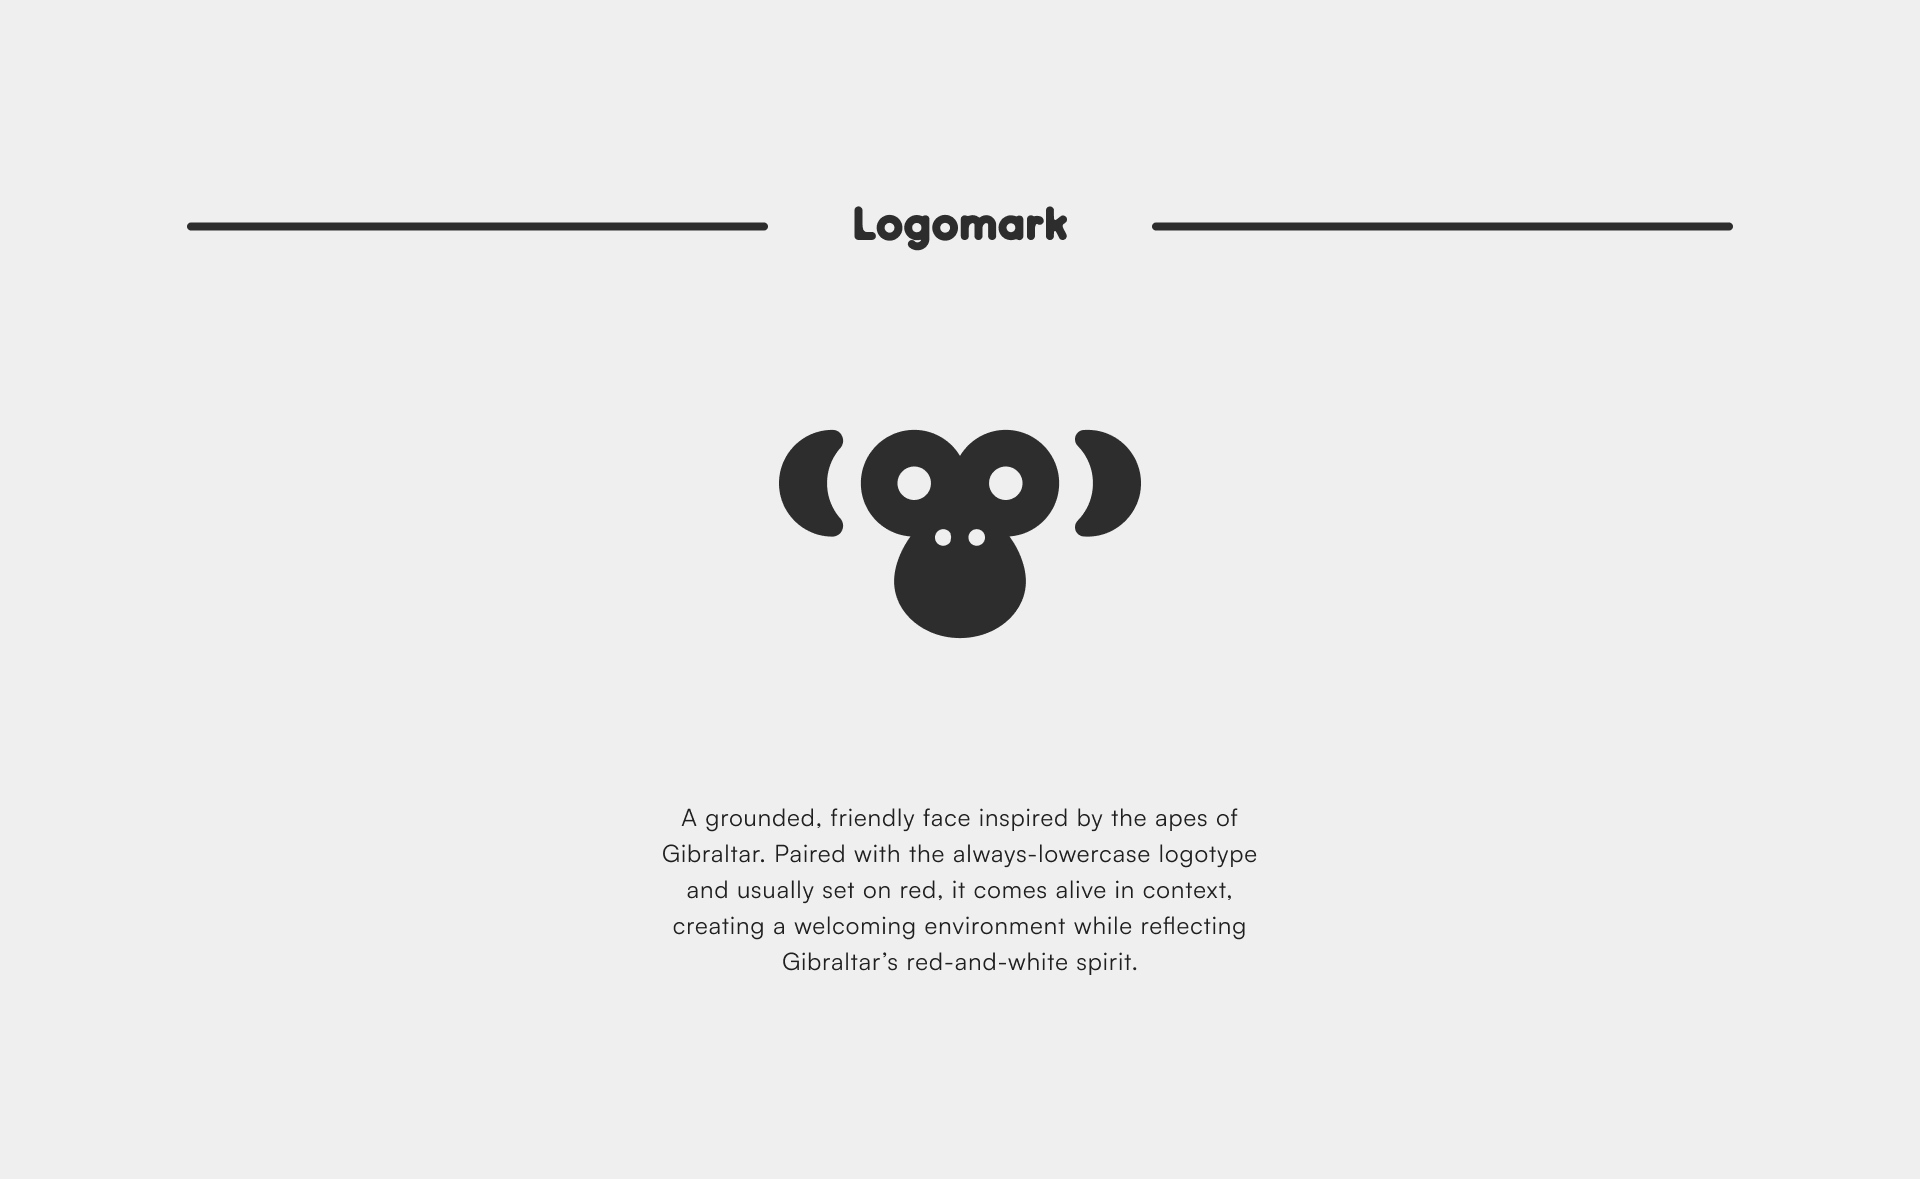 Logomark
A grounded, friendly face inspired by the apes of
Gibraltar. Paired with the always-lowercase logotype
and usually set on red, it comes alive in context,
creating a welcoming environment while reflecting
Gibraltar’s red-and-white spirit.